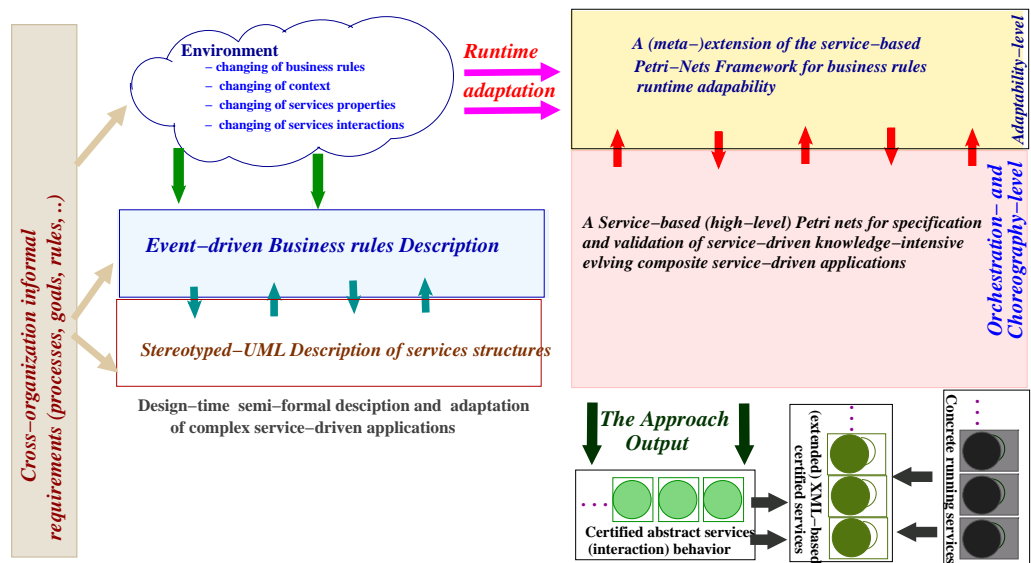 Cross–organization informal
requirements (processes, goals, rules, ..)
Environment
– changing of business rules
– changing of context
– changing of services properties
– changing of services interactions
Runtime
adaptation
A (meta–)extension of the service–based
Petri–Nets Framework for business rules
runtime adapability
Adaptability–level
Event–driven Business rules Description
Stereotyped–UML Description of services structures
Design–time semi–formal desciption and adaptation
of complex service–driven applications
A Service–based (high–level) Petri nets for specification
and validation of service–driven knowledge–intensive
evlving composite service–driven applications
Orchestration– and
Choreography–level
The Approach
Output
Certified abstract services
(interaction) behavior
(extended) XML–based
certified services
Concrete running services